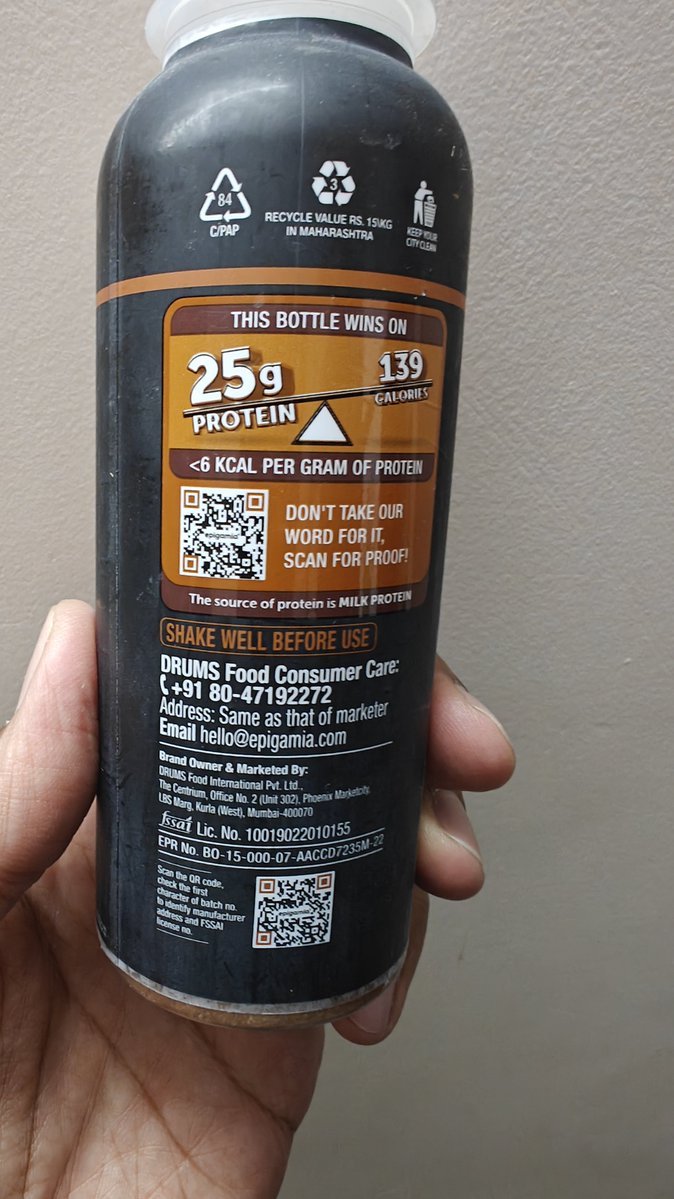 84
C/PAP
3
RECYCLE VALUE RS. 15\KG
IN MAHARASHTRA
KEEP YOUR
CITY CLEAN
THIS BOTTLE WINS ON
25g
PROTEIN
139
CALORIES
<6 KCAL PER GRAM OF PROTEIN
epigamia
DON'T TAKE OUR
WORD FOR IT,
SCAN FOR PROOF!
The source of protein is MILK PROTEIN
SHAKE WELL BEFORE USE
DRUMS Food Consumer Care:
+91 80-47192272
Address: Same as that of marketer
Email hello@epigamia.com
Brand Owner & Marketed By:
DRUMS Food International Pvt. Ltd.,
The Centrium, Office No. 2 (Unit 302), Phoenix Marketcity,
LBS Marg, Kurla (West), Mumbai-400070
fssai Lic. No. 10019022010155
EPR No. BO-15-000-07-AACCD7235M-22
Scan the QR code,
check the first
character of batch no.
to identify manufacturer
address and FSSAI
license no.
epigamia